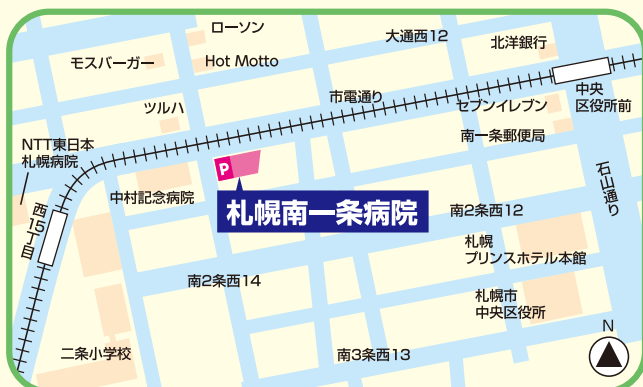 ローソン
大通西12
北洋銀行
モスバーガー
Hot Motto
市電通り
中央
区役所前
ツルハ
セブンイレブン
南一条郵便局
NTT東日本
札幌病院
P
石山通り
中村記念病院
札幌南一条病院
南2条西12
西15丁目
札幌
プリンスホテル本館
南2条西14
札幌市
中央区役所
N
二条小学校
南3条西13